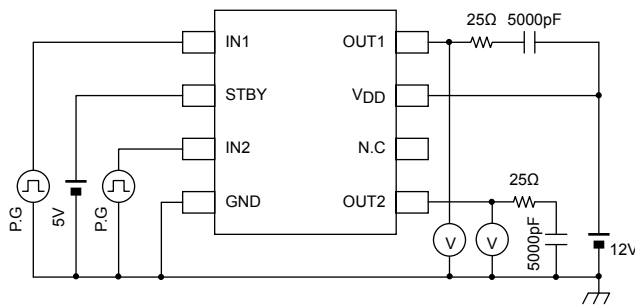 25Ω 5000pF
IN1 OUT1
STBY VDD
IN2 N.C
GND OUT2
25Ω
P.G
5V
P.G
V
V
5000pF
12V